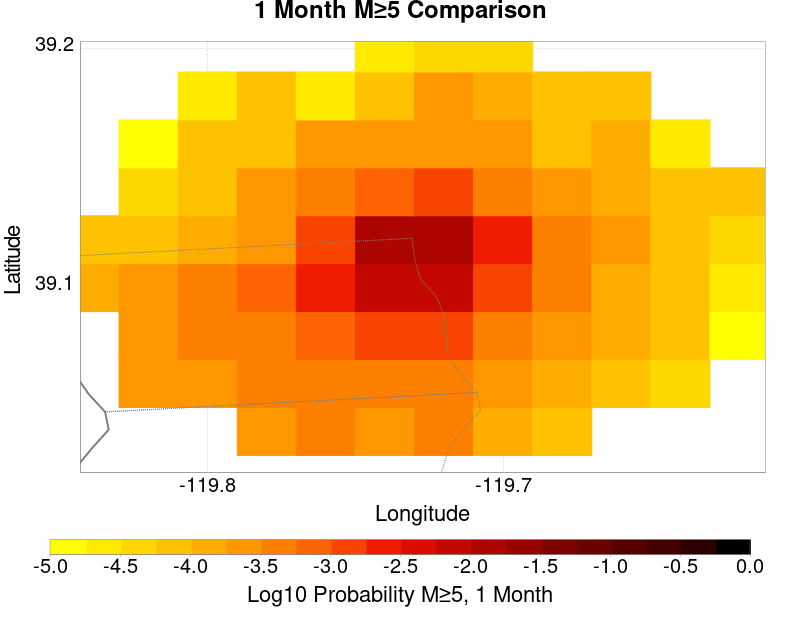 1 Month M≥5 Comparison
39.2
39.1
Latitude
-119.8
-119.7
Longitude
-5.0 -4.5 -4.0 -3.5 -3.0 -2.5 -2.0 -1.5 -1.0 -0.5 0.0
Log10 Probability M≥5, 1 Month